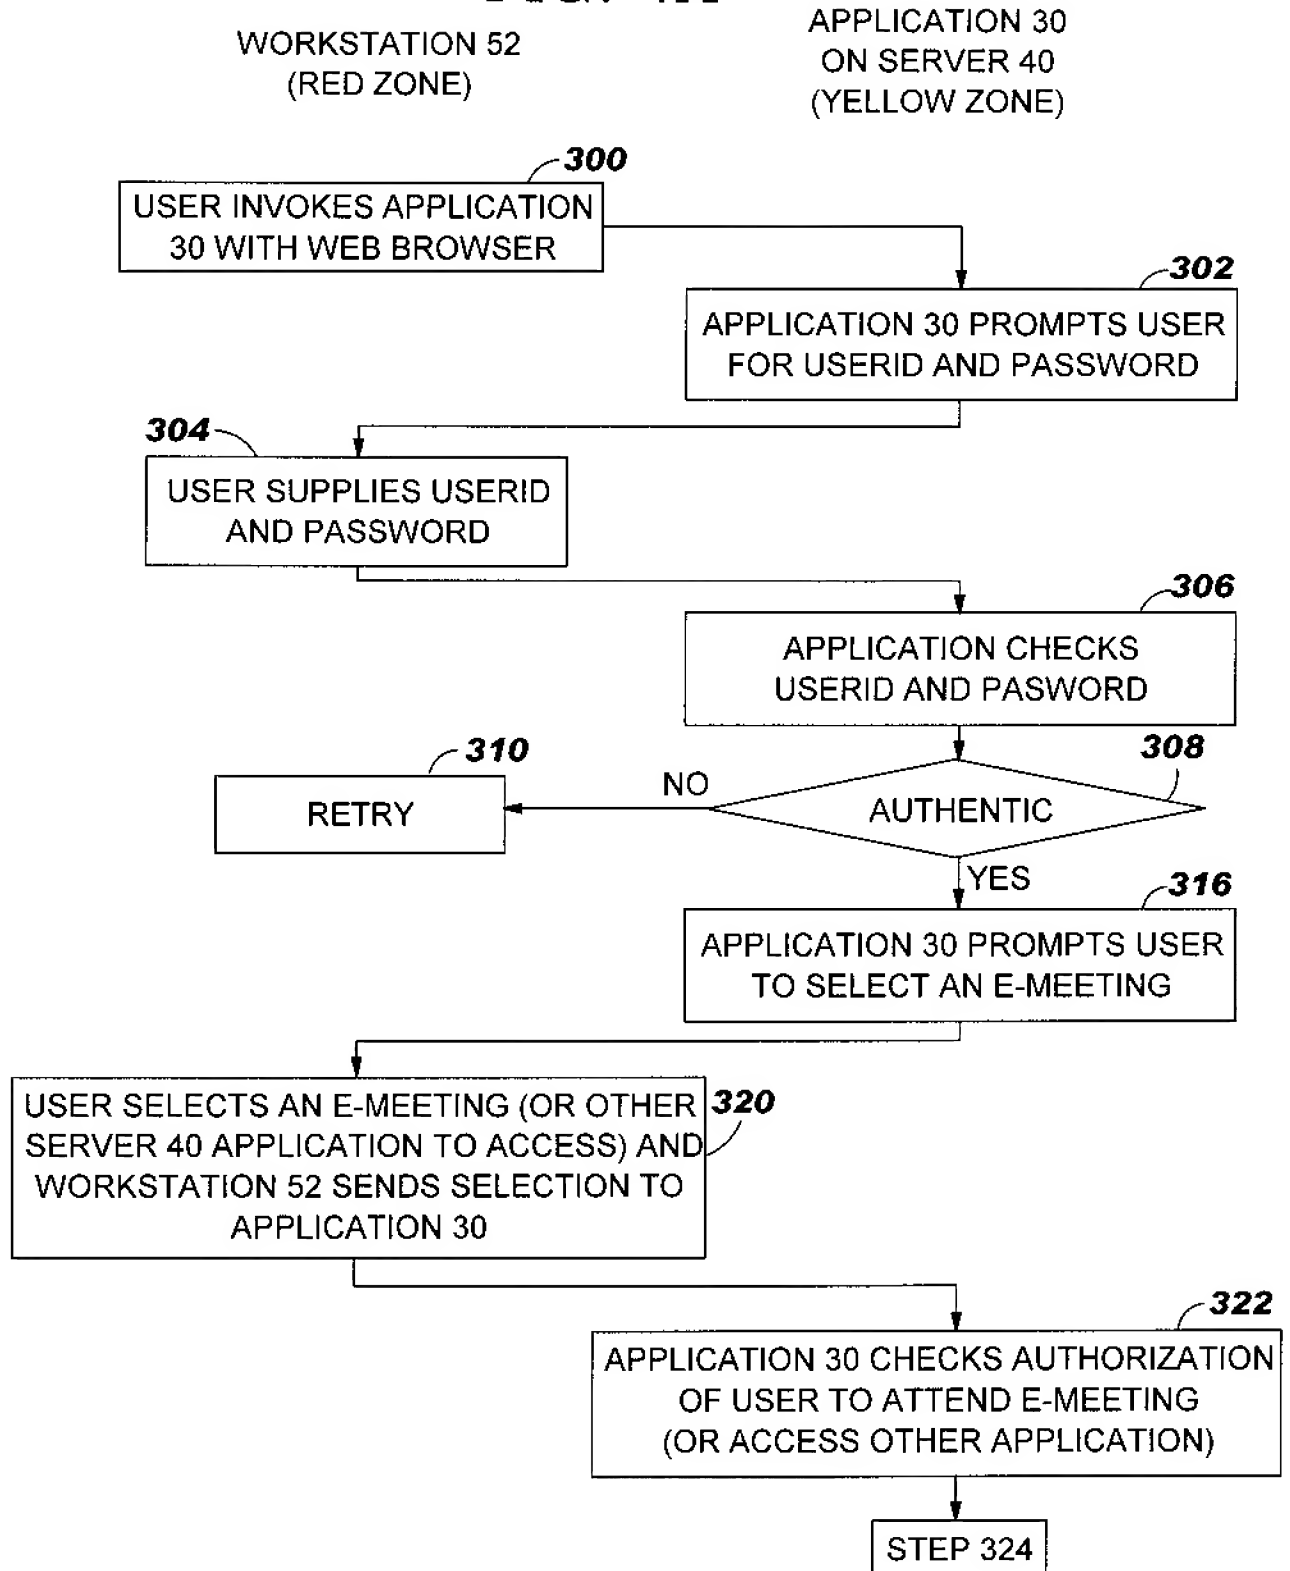 WORKSTATION 52
(RED ZONE)
APPLICATION 30
ON SERVER 40
(YELLOW ZONE)
300
USER INVOKES APPLICATION
30 WITH WEB BROWSER
302
APPLICATION 30 PROMPTS USER
FOR USERID AND PASSWORD
304
USER SUPPLIES USERID
AND PASSWORD
306
APPLICATION CHECKS
USERID AND PASWORD
308
AUTHENTIC
NO
310
RETRY
YES
316
APPLICATION 30 PROMPTS USER
TO SELECT AN E-MEETING
320
USER SELECTS AN E-MEETING (OR OTHER
SERVER 40 APPLICATION TO ACCESS) AND
WORKSTATION 52 SENDS SELECTION TO
APPLICATION 30
322
APPLICATION 30 CHECKS AUTHORIZATION
OF USER TO ATTEND E-MEETING
(OR ACCESS OTHER APPLICATION)
STEP 324